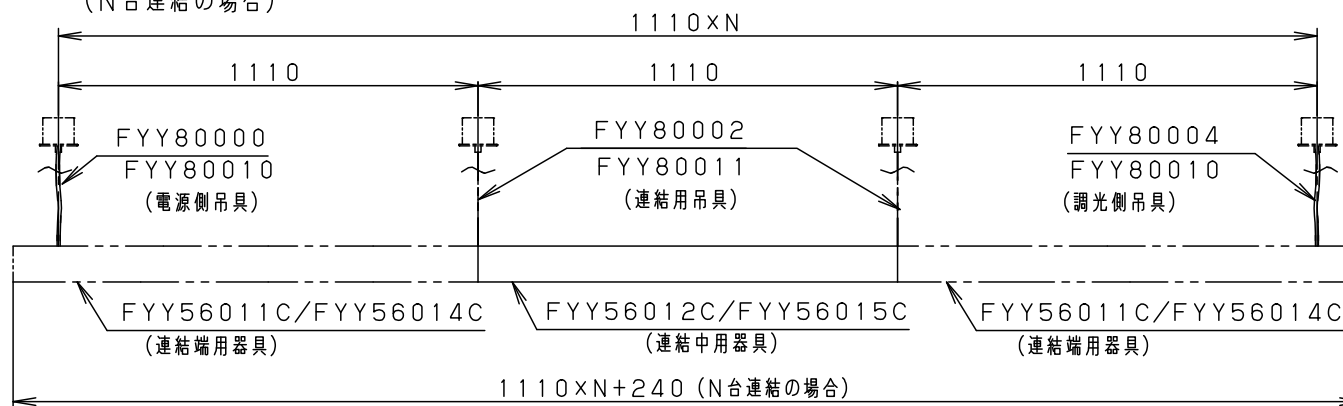 (N台連結の場合)
1110×N
1110
1110
1110
FYY80000
FYY80010
(電源側吊具)
FYY80002
FYY80011
(連結用吊具)
FYY80004
FYY80010
(調光側吊具)
FYY56011C/FYY56014C
(連結端用器具)
FYY56012C/FYY56015C
(連結中用器具)
FYY56011C/FYY56014C
(連結端用器具)
1110×N+240 (N台連結の場合)